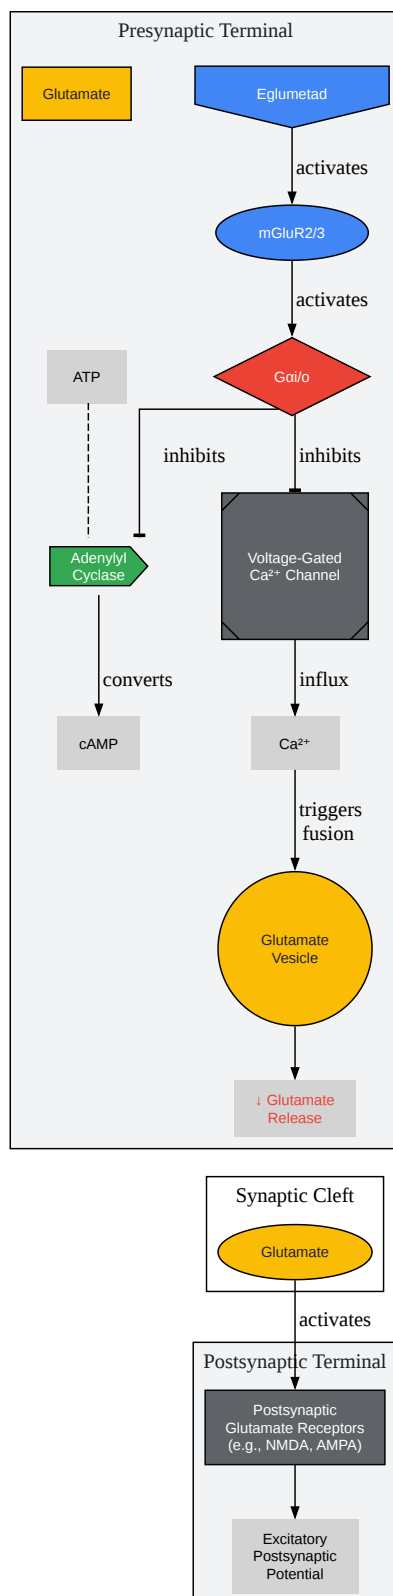 Presynaptic Terminal
Glutamate
Eglumetad
activates
mGluR2/3
activates
ATP
Gαi/o
inhibits
inhibits
Adenylyl
Cyclase
Voltage-Gated
Ca²⁺ Channel
converts
influx
cAMP
Ca²⁺
triggers
fusion
Glutamate
Vesicle
↓ Glutamate
Release
Synaptic Cleft
Glutamate
activates
Postsynaptic Terminal
Postsynaptic
Glutamate Receptors
(e.g., NMDA, AMPA)
Excitatory
Postsynaptic
Potential